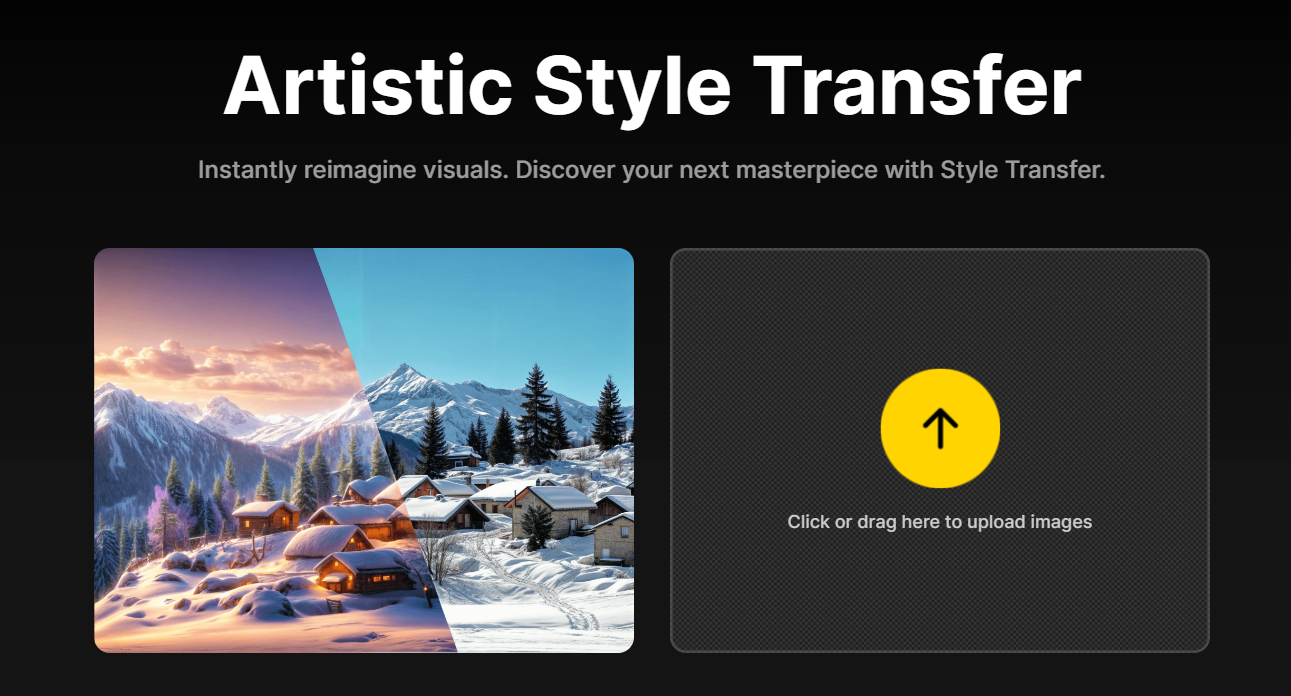 Artistic Style Transfer
Instantly reimagine visuals. Discover your next masterpiece with Style Transfer.
Click or drag here to upload images